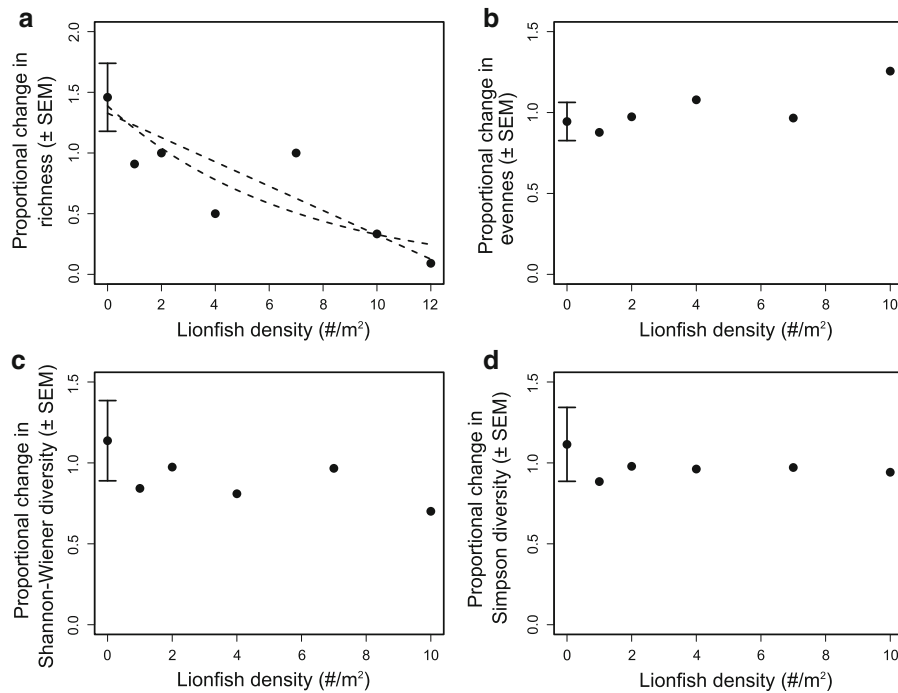 a
Proportional change in
richness (± SEM)
2.0
1.5
1.0
0.5
0.0
0 2 4 6 8 10 12
Lionfish density (#/m²)
b
Proportional change in
evennes (± SEM)
1.5
1.0
0.5
0.0
0 2 4 6 8 10
Lionfish density (#/m²)
c
Proportional change in
Shannon-Wiener diversity (± SEM)
1.5
1.0
0.5
0.0
0 2 4 6 8 10
Lionfish density (#/m²)
d
Proportional change in
Simpson diversity (± SEM)
1.5
1.0
0.5
0.0
0 2 4 6 8 10
Lionfish density (#/m²)